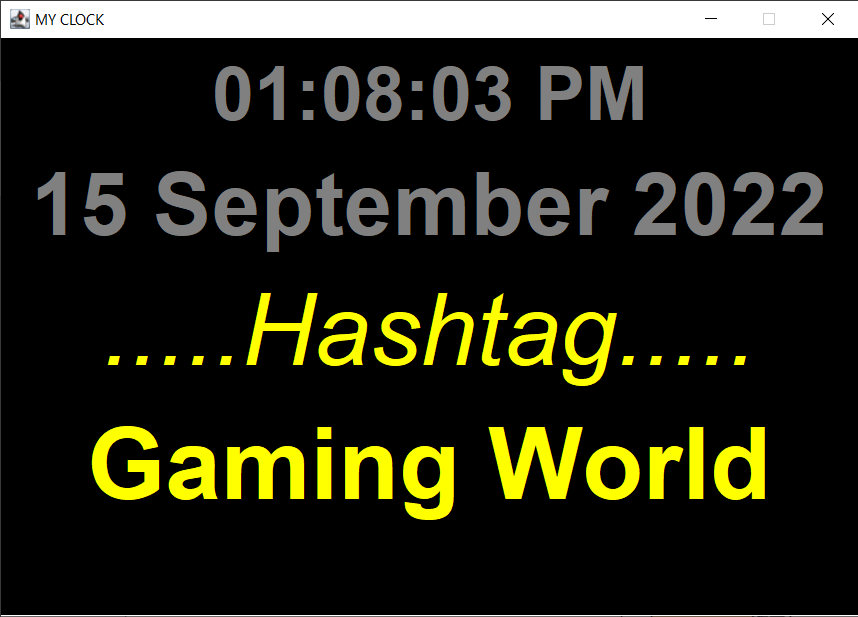 MY CLOCK
01:08:03 PM
15 September 2022
.....Hashtag.....
Gaming World